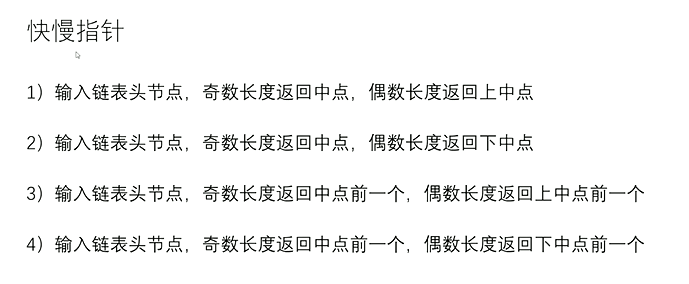 快慢指针
1）输入链表头节点，奇数长度返回中点，偶数长度返回上中点
2）输入链表头节点，奇数长度返回中点，偶数长度返回下中点
3）输入链表头节点，奇数长度返回中点前一个，偶数长度返回上中点前一个
4）输入链表头节点，奇数长度返回中点前一个，偶数长度返回下中点前一个